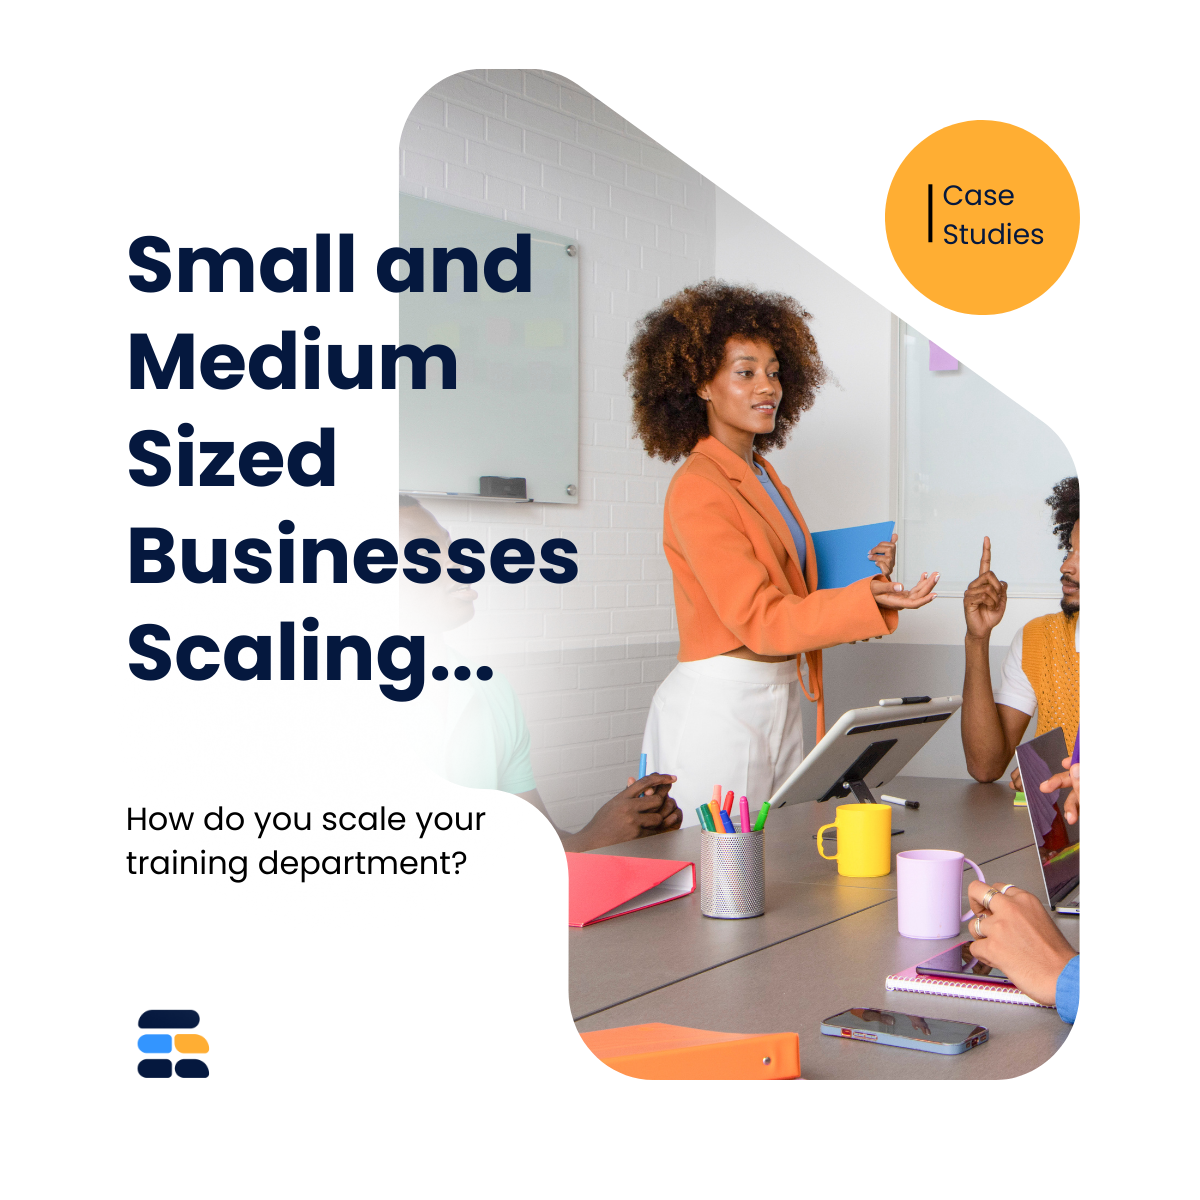 Case
Studies
Small and
Medium
Sized
Businesses
Scaling...
How do you scale your
training department?